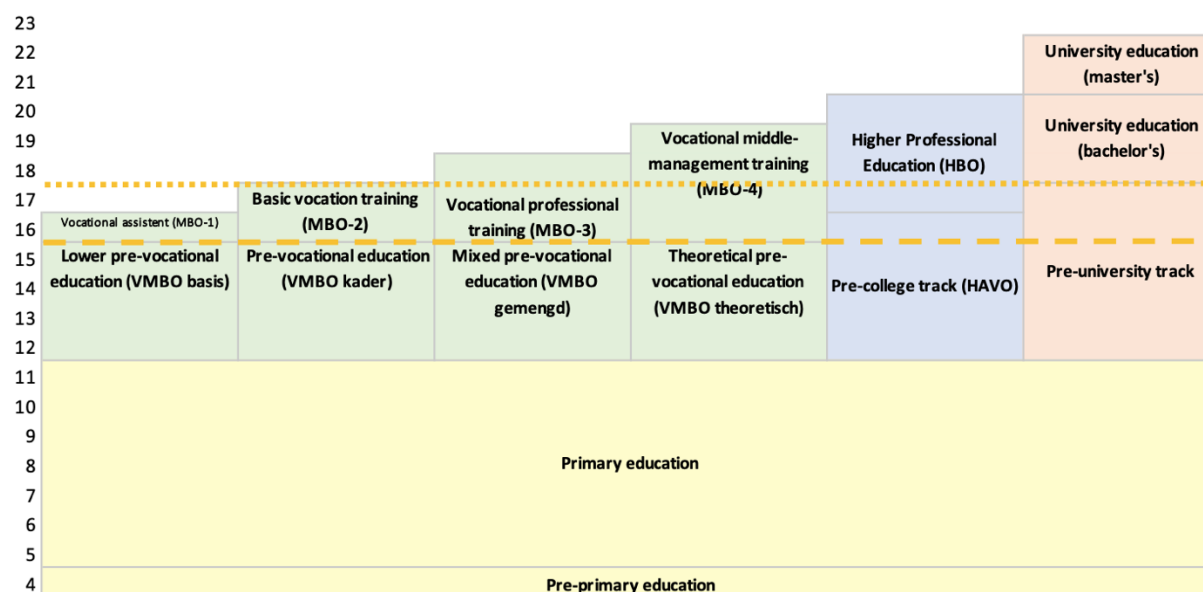 23
22
21
20
19
18
17
16
15
14
13
12
11
10
9
8
7
6
5
4
University education
(master's)
University education
(bachelor's)
Pre-university track
Higher Professional
Education (HBO)
Pre-college track (HAVO)
Vocational middle-
management training
(MBO-4)
Theoretical pre-
vocational education
(VMBO theoretisch)
Vocational professional
training (MBO-3)
Mixed pre-vocational
education (VMBO
gemengd)
Basic vocation training
(MBO-2)
Pre-vocational education
(VMBO kader)
Vocational assistent (MBO-1)
Lower pre-vocational
education (VMBO basis)
Primary education
Pre-primary education